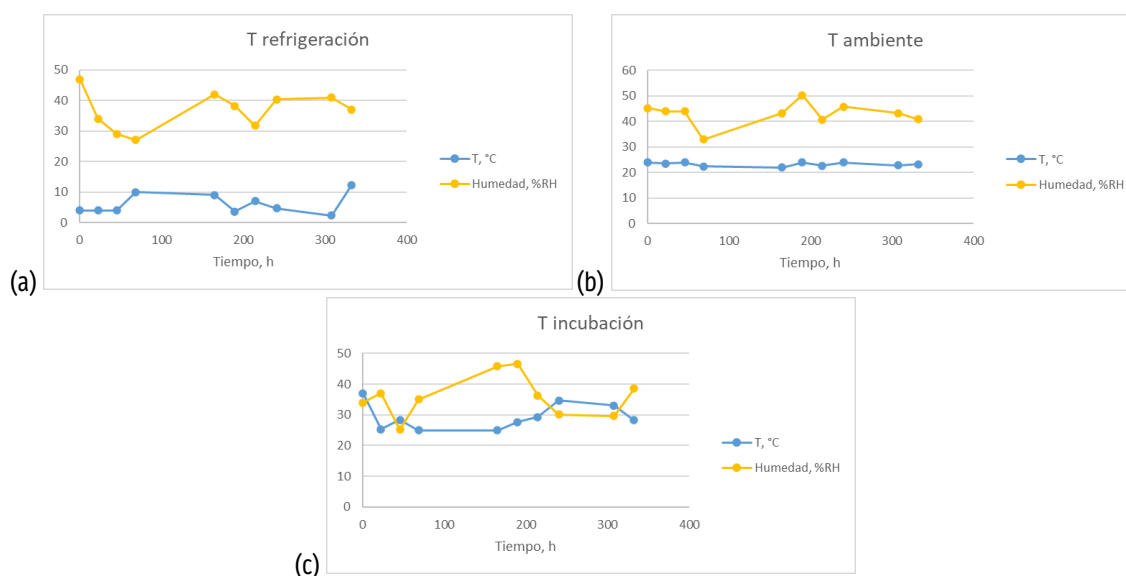 T refrigeración
50
40
30
20
10
0
0 100 200 300 400
Tiempo, h
T, °C
Humedad, %RH
(a)
T ambiente
60
50
40
30
20
10
0
0 100 200 300 400
Tiempo, h
T, °C
Humedad, %RH
(b)
T incubación
50
40
30
20
10
0
0 100 200 300 400
Tiempo, h
T, °C
Humedad, %RH
(c)